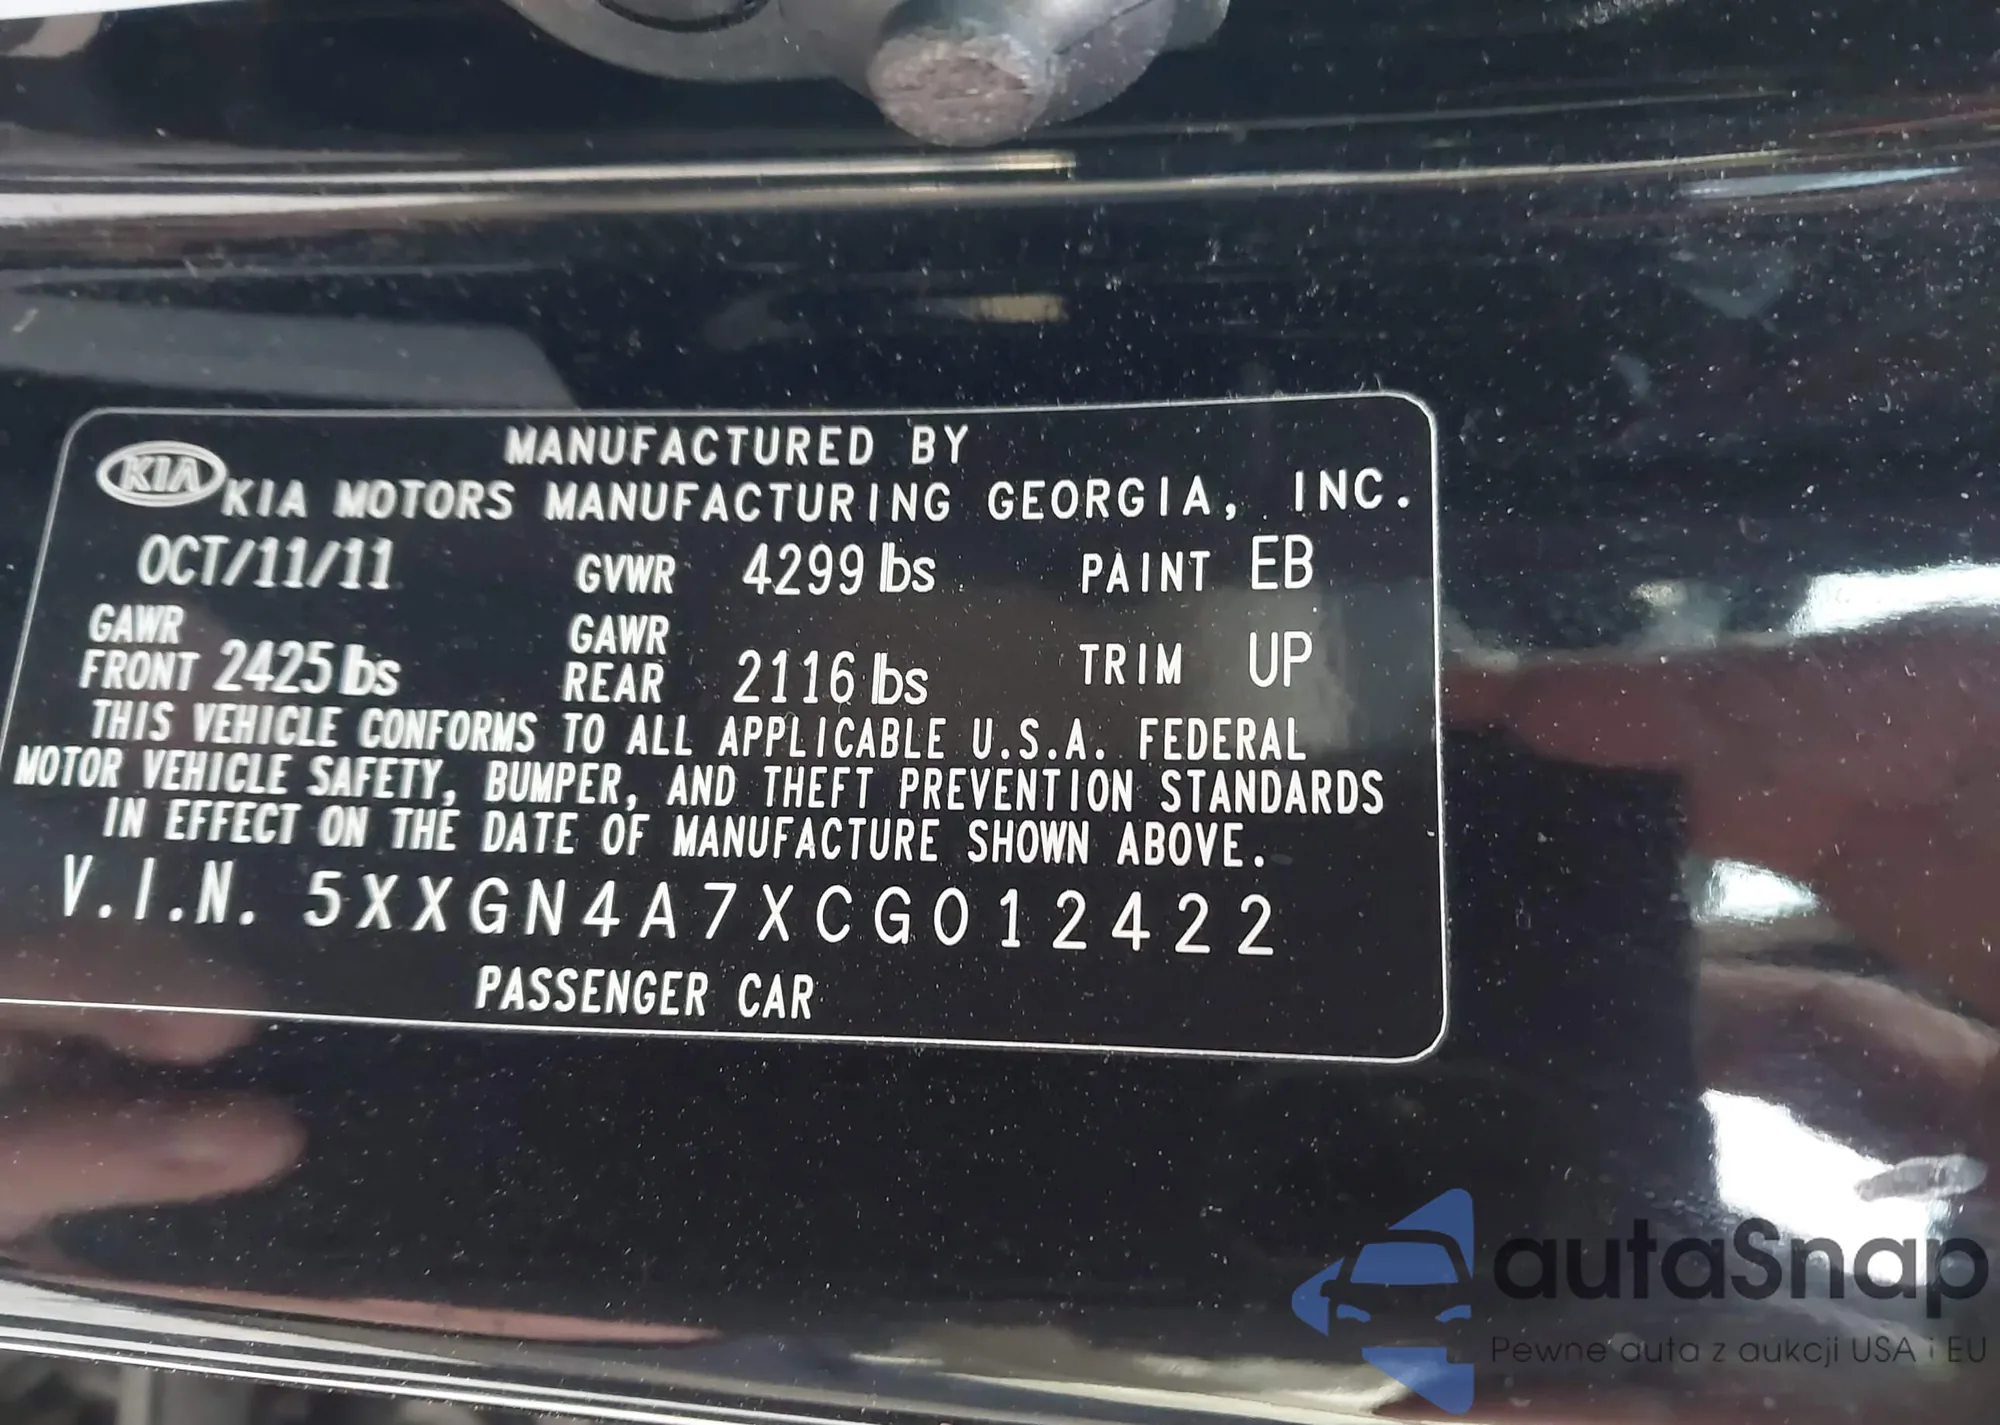 MANUFACTURED BY
KIA KIA MOTORS MANUFACTURING GEORGIA, INC.
OCT/11/11 GVWR 4299 lbs PAINT EB
GAWR FRONT 2425 lbs GAWR REAR 2116 lbs TRIM UP
THIS VEHICLE CONFORMS TO ALL APPLICABLE U.S.A. FEDERAL
MOTOR VEHICLE SAFETY, BUMPER, AND THEFT PREVENTION STANDARDS
IN EFFECT ON THE DATE OF MANUFACTURE SHOWN ABOVE.
V.I.N. 5XXGN4A7XCG012422
PASSENGER CAR
autaSnap
Pewne auta z aukcji USA i EU